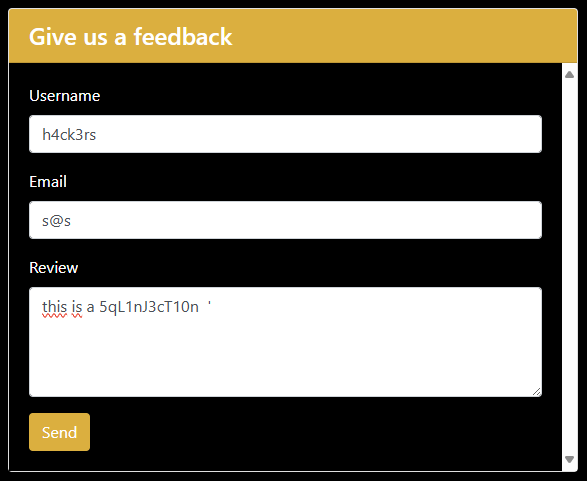 Give us a feedback
Username
h4ck3rs
Email
s@s
Review
this is a 5qL1nJ3cT10n  '
Send